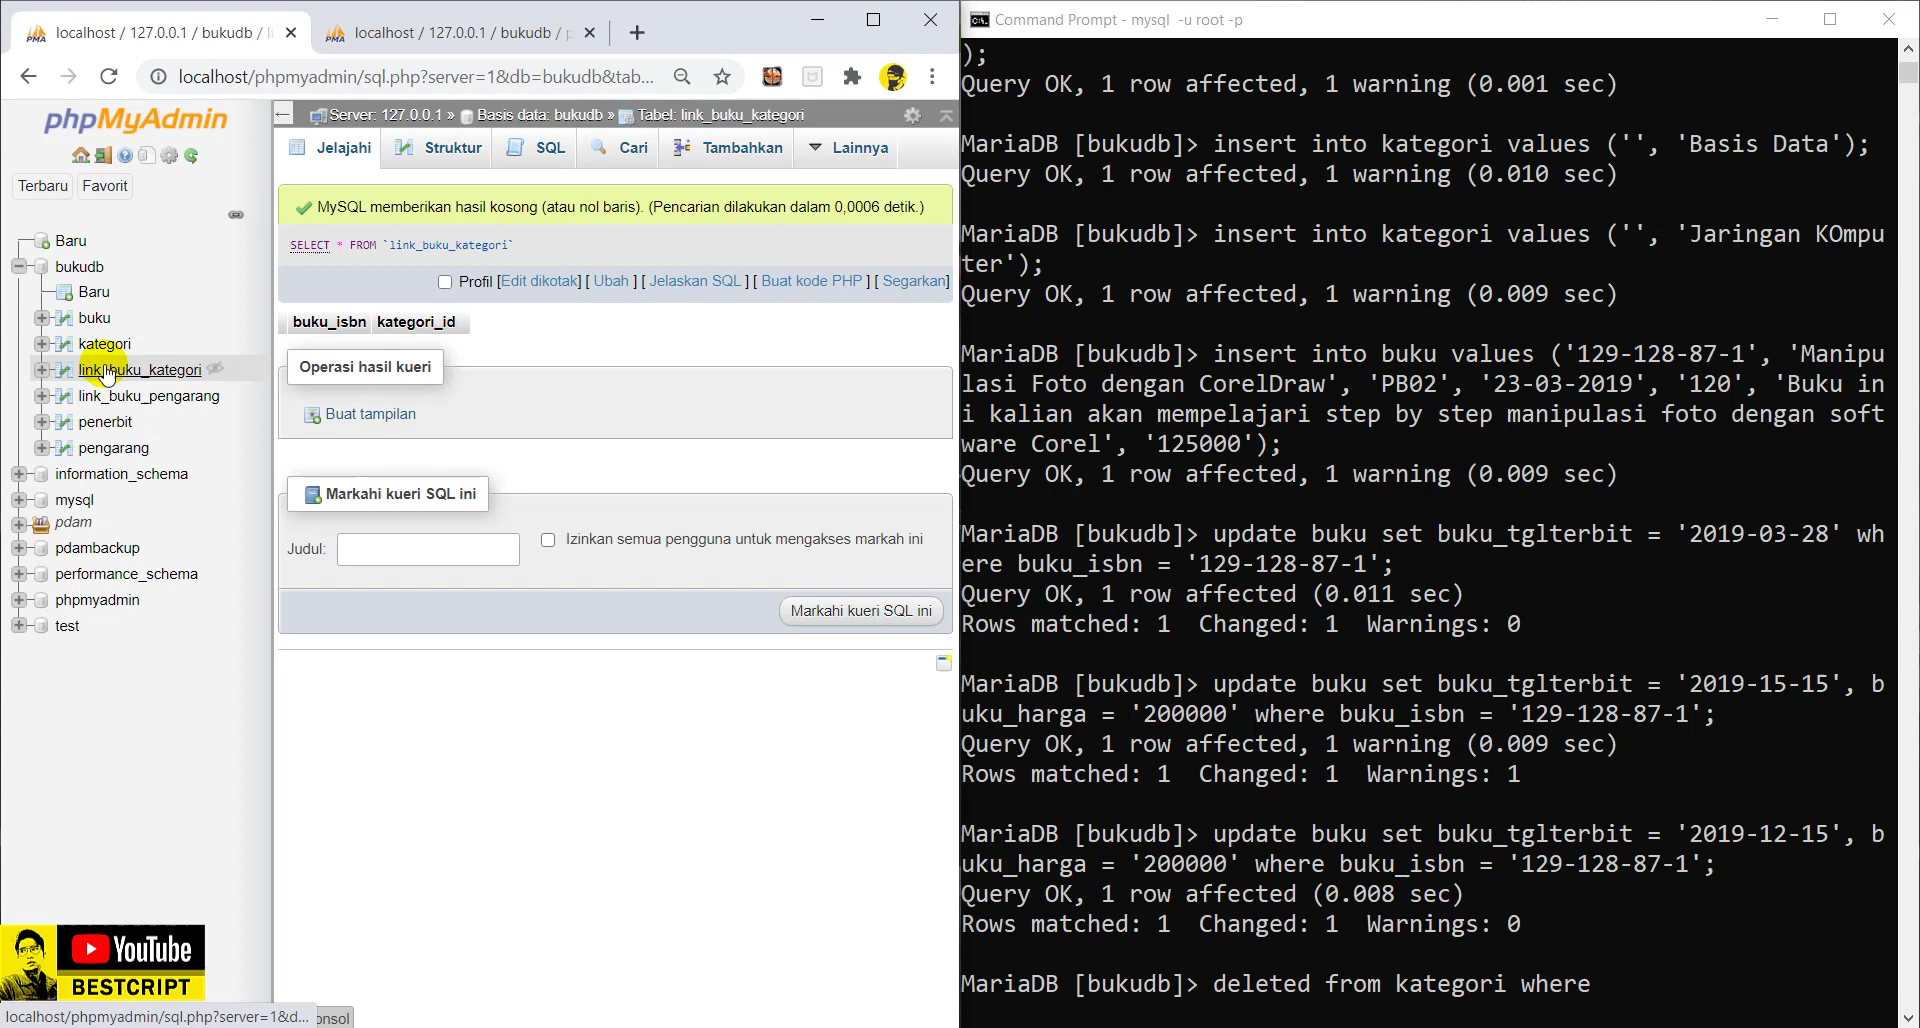 localhost / 127.0.0.1 / bukudb / li
localhost / 127.0.0.1 / bukudb / p
localhost/phpmyadmin/sql.php?server=1&db=bukudb&tab...
phpMyAdmin
Terbaru
Favorit
Baru
bukudb
Baru
buku
kategori
link_buku_kategori
link_buku_pengarang
penerbit
pengarang
information_schema
mysql
pdam
pdambackup
performance_schema
phpmyadmin
test
YouTube
BESTCRIPT
localhost/phpmyadmin/sql.php?server=1&d...
onsol
Server: 127.0.0.1 » Basis data: bukudb » Tabel: link_buku_kategori
Jelajahi
Struktur
SQL
Cari
Tambahkan
Lainnya
MySQL memberikan hasil kosong (atau nol baris). (Pencarian dilakukan dalam 0,0006 detik.)
SELECT * FROM `link_buku_kategori`
Profil [Edit dikotak] [ Ubah ] [ Jelaskan SQL ] [ Buat kode PHP ] [ Segarkan]
buku_isbn kategori_id
Operasi hasil kueri
Buat tampilan
Markahi kueri SQL ini
Judul:
Izinkan semua pengguna untuk mengakses markah ini
Markahi kueri SQL ini
Command Prompt - mysql -u root -p
);
Query OK, 1 row affected, 1 warning (0.001 sec)
MariaDB [bukudb]> insert into kategori values ('', 'Basis Data');
Query OK, 1 row affected, 1 warning (0.010 sec)
MariaDB [bukudb]> insert into kategori values ('', 'Jaringan KOmpu
ter');
Query OK, 1 row affected, 1 warning (0.009 sec)
MariaDB [bukudb]> insert into buku values ('129-128-87-1', 'Manipu
lasi Foto dengan CorelDraw', 'PB02', '23-03-2019', '120', 'Buku in
i kalian akan mempelajari step by step manipulasi foto dengan soft
ware Corel', '125000');
Query OK, 1 row affected, 1 warning (0.009 sec)
MariaDB [bukudb]> update buku set buku_tglterbit = '2019-03-28' wh
ere buku_isbn = '129-128-87-1';
Query OK, 1 row affected (0.011 sec)
Rows matched: 1 Changed: 1 Warnings: 0
MariaDB [bukudb]> update buku set buku_tglterbit = '2019-15-15', b
uku_harga = '200000' where buku_isbn = '129-128-87-1';
Query OK, 1 row affected, 1 warning (0.009 sec)
Rows matched: 1 Changed: 1 Warnings: 1
MariaDB [bukudb]> update buku set buku_tglterbit = '2019-12-15', b
uku_harga = '200000' where buku_isbn = '129-128-87-1';
Query OK, 1 row affected (0.008 sec)
Rows matched: 1 Changed: 1 Warnings: 0
MariaDB [bukudb]> deleted from kategori where